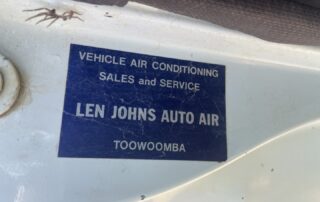 VEHICLE AIR CONDITIONING
SALES and SERVICE
LEN JOHNS AUTO AIR
TOOWOOMBA